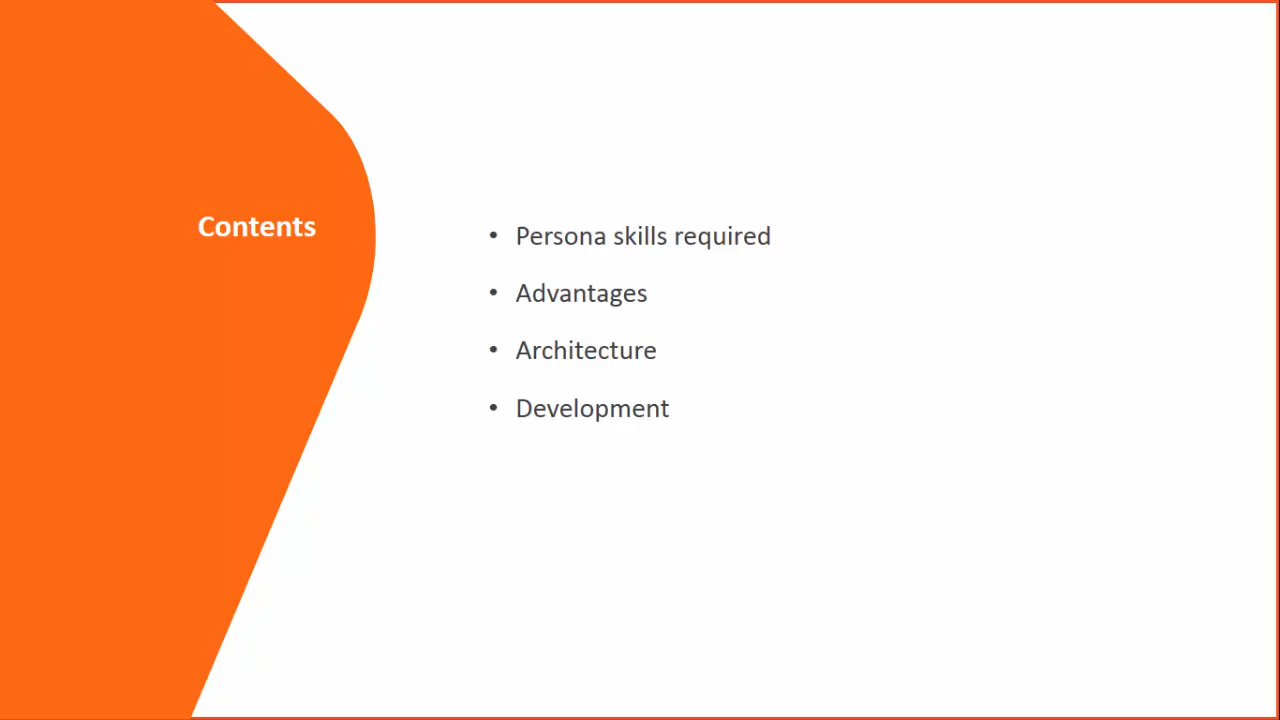 Contents
• Persona skills required
• Advantages
• Architecture
• Development